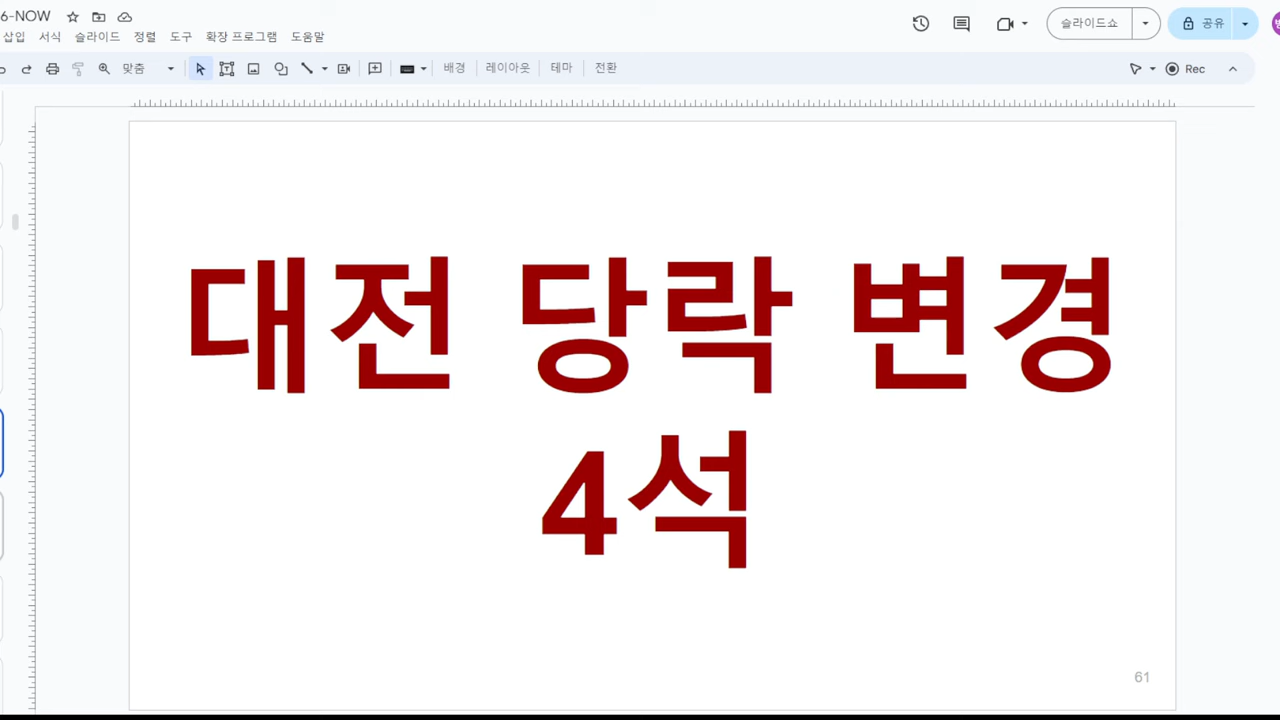 6-NOW
삽입 서식 슬라이드 정렬 도구 확장 프로그램 도움말
슬라이드쇼 공유
맞춤 배경 레이아웃 테마 전환 Rec
대전 당락 변경
4석
61